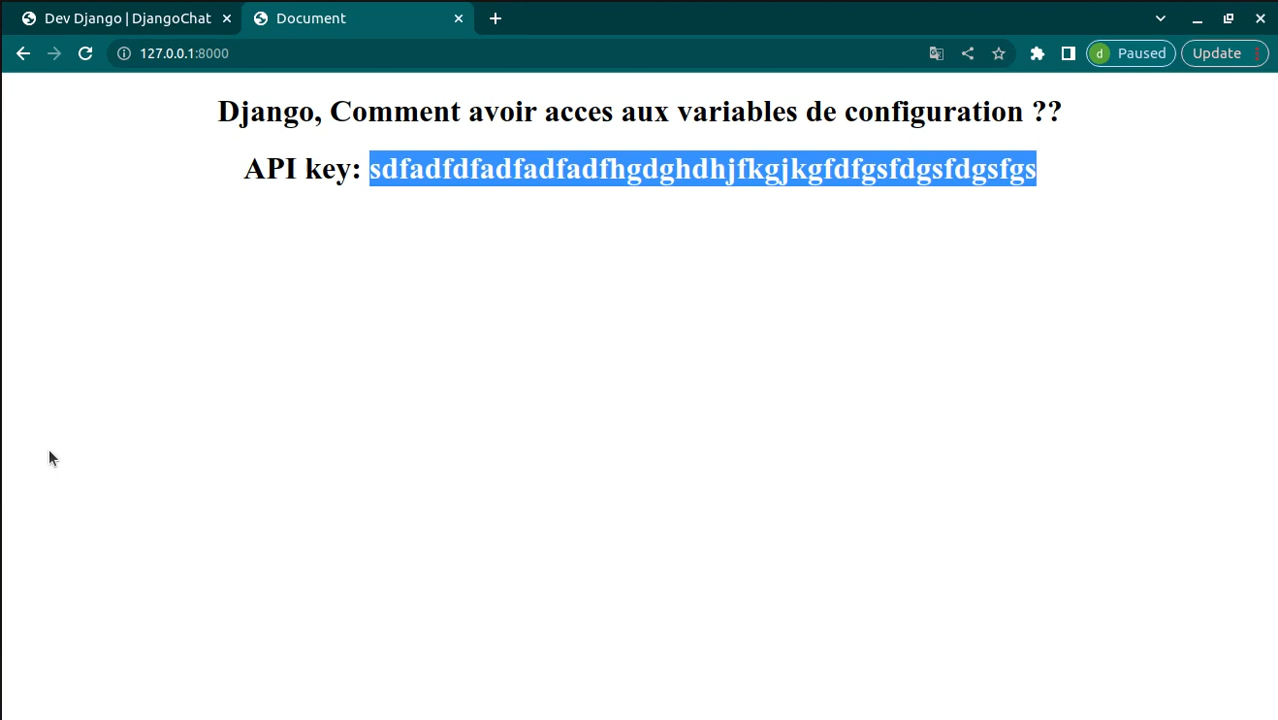 Dev Django | DjangoChat
Document
127.0.0.1:8000
d
Paused
Update
Django, Comment avoir acces aux variables de configuration ??
API key: sdfadfdfadfadfadfhgdghdhjfkgjkgfdfgsfdgsfdgsfgs